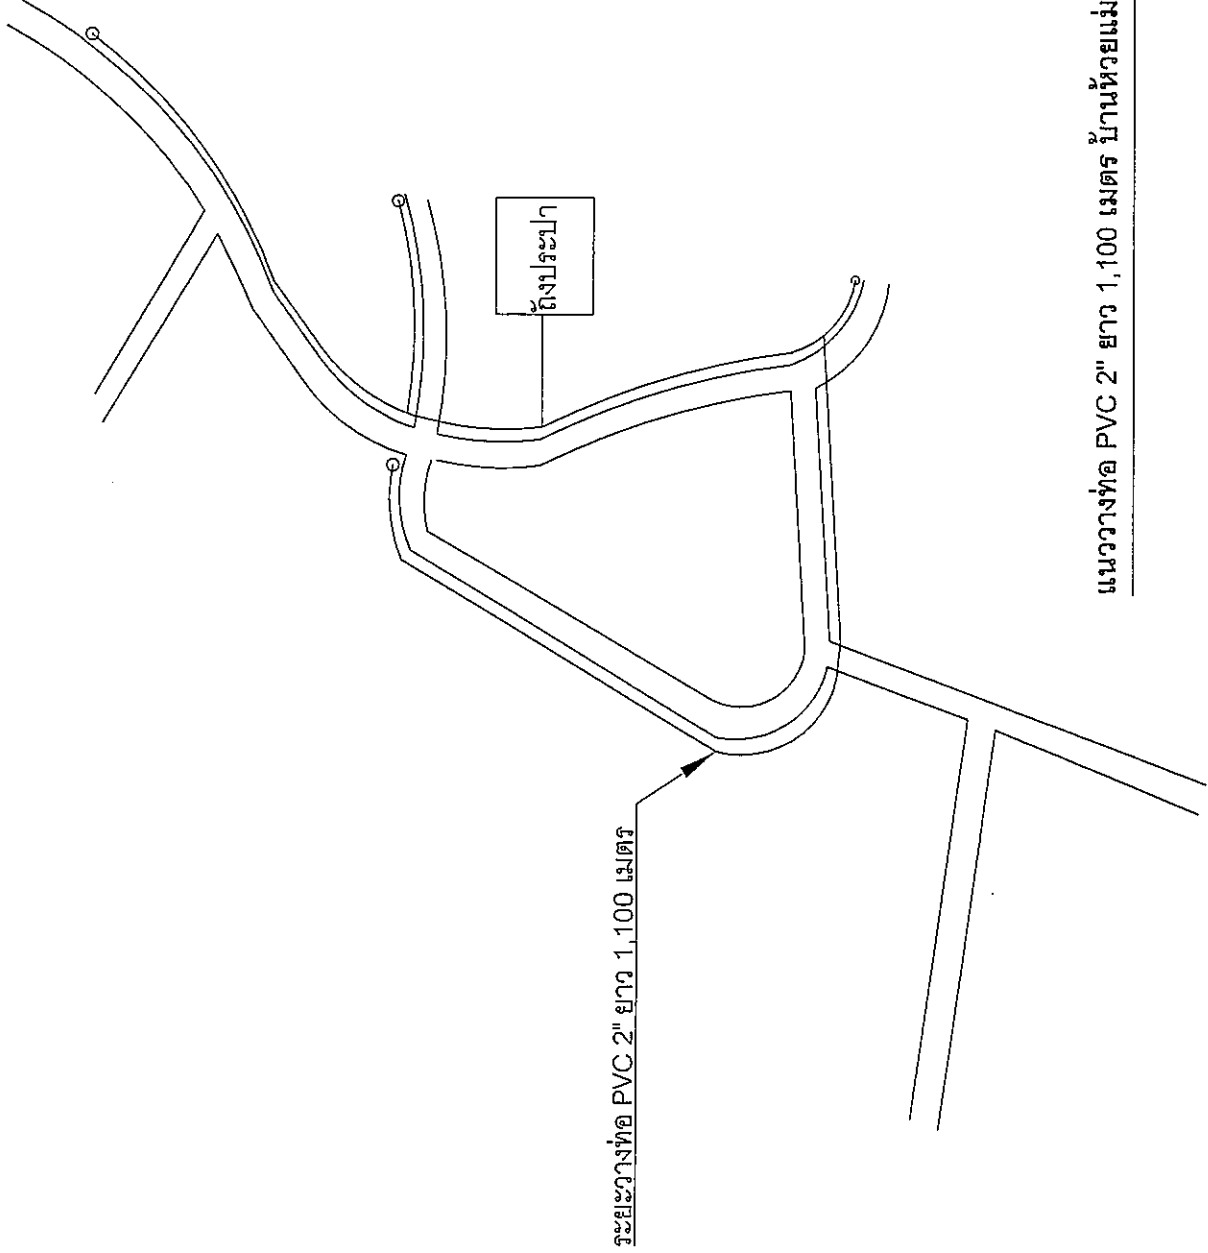 ถังประปา
ระยะวางท่อ PVC 2" ยาว 1,100 เมตร
แนววางท่อ PVC 2" ยาว 1,100 เมตร บ้านห้วยแม่